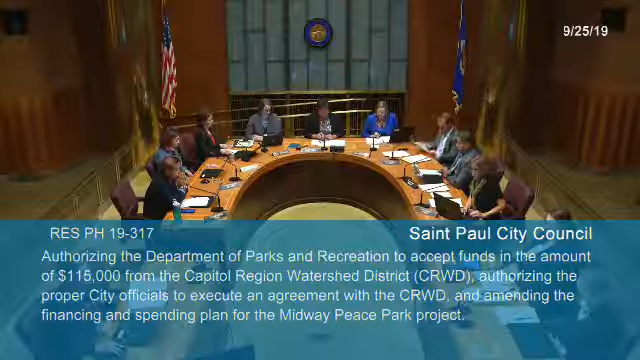 9/25/19
RES PH 19-317
Saint Paul City Council
Authorizing the Department of Parks and Recreation to accept funds in the amount
of $115,000 from the Capitol Region Watershed District (CRWD), authorizing the
proper City officials to execute an agreement with the CRWD, and amending the
financing and spending plan for the Midway Peace Park project.